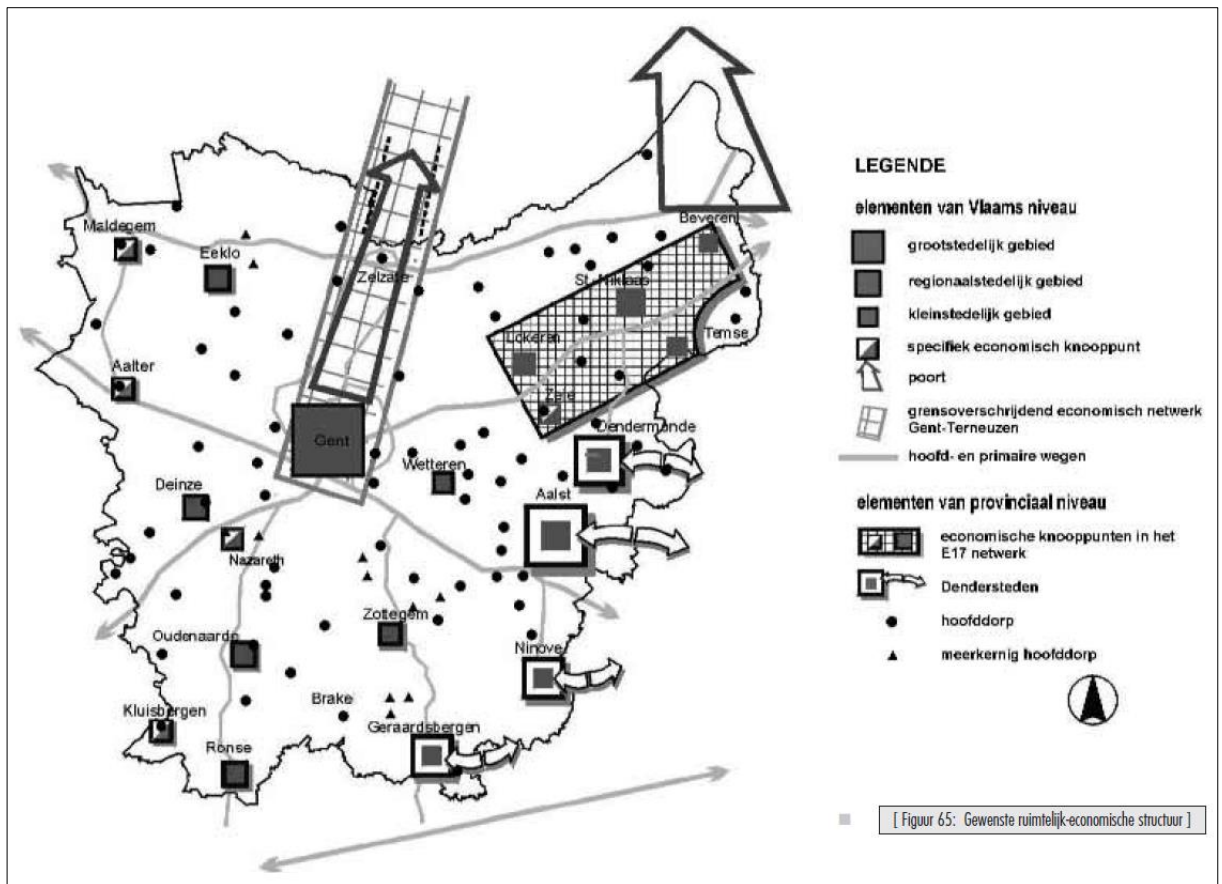 Maldegem
Eeklo
Zelzate
Beveren
St.-Niklaas
Lokeren
Temse
Aalter
Zele
Dendermonde
Gent
Wetteren
Deinze
Aalst
Nazareth
Zottegem
Oudenaarde
Ninove
Brake
Kluisbergen
Geraardsbergen
Ronse
LEGENDE
elementen van Vlaams niveau
grootstedelijk gebied
regionaalstedelijk gebied
kleinstedelijk gebied
specifiek economisch knooppunt
poort
grensoverschrijdend economisch netwerk
Gent-Terneuzen
hoofd- en primaire wegen
elementen van provinciaal niveau
economische knooppunten in het
E17 netwerk
Dendersteden
hoofddorp
meerkernig hoofddorp
[ Figuur 65: Gewenste ruimtelijk-economische structuur ]